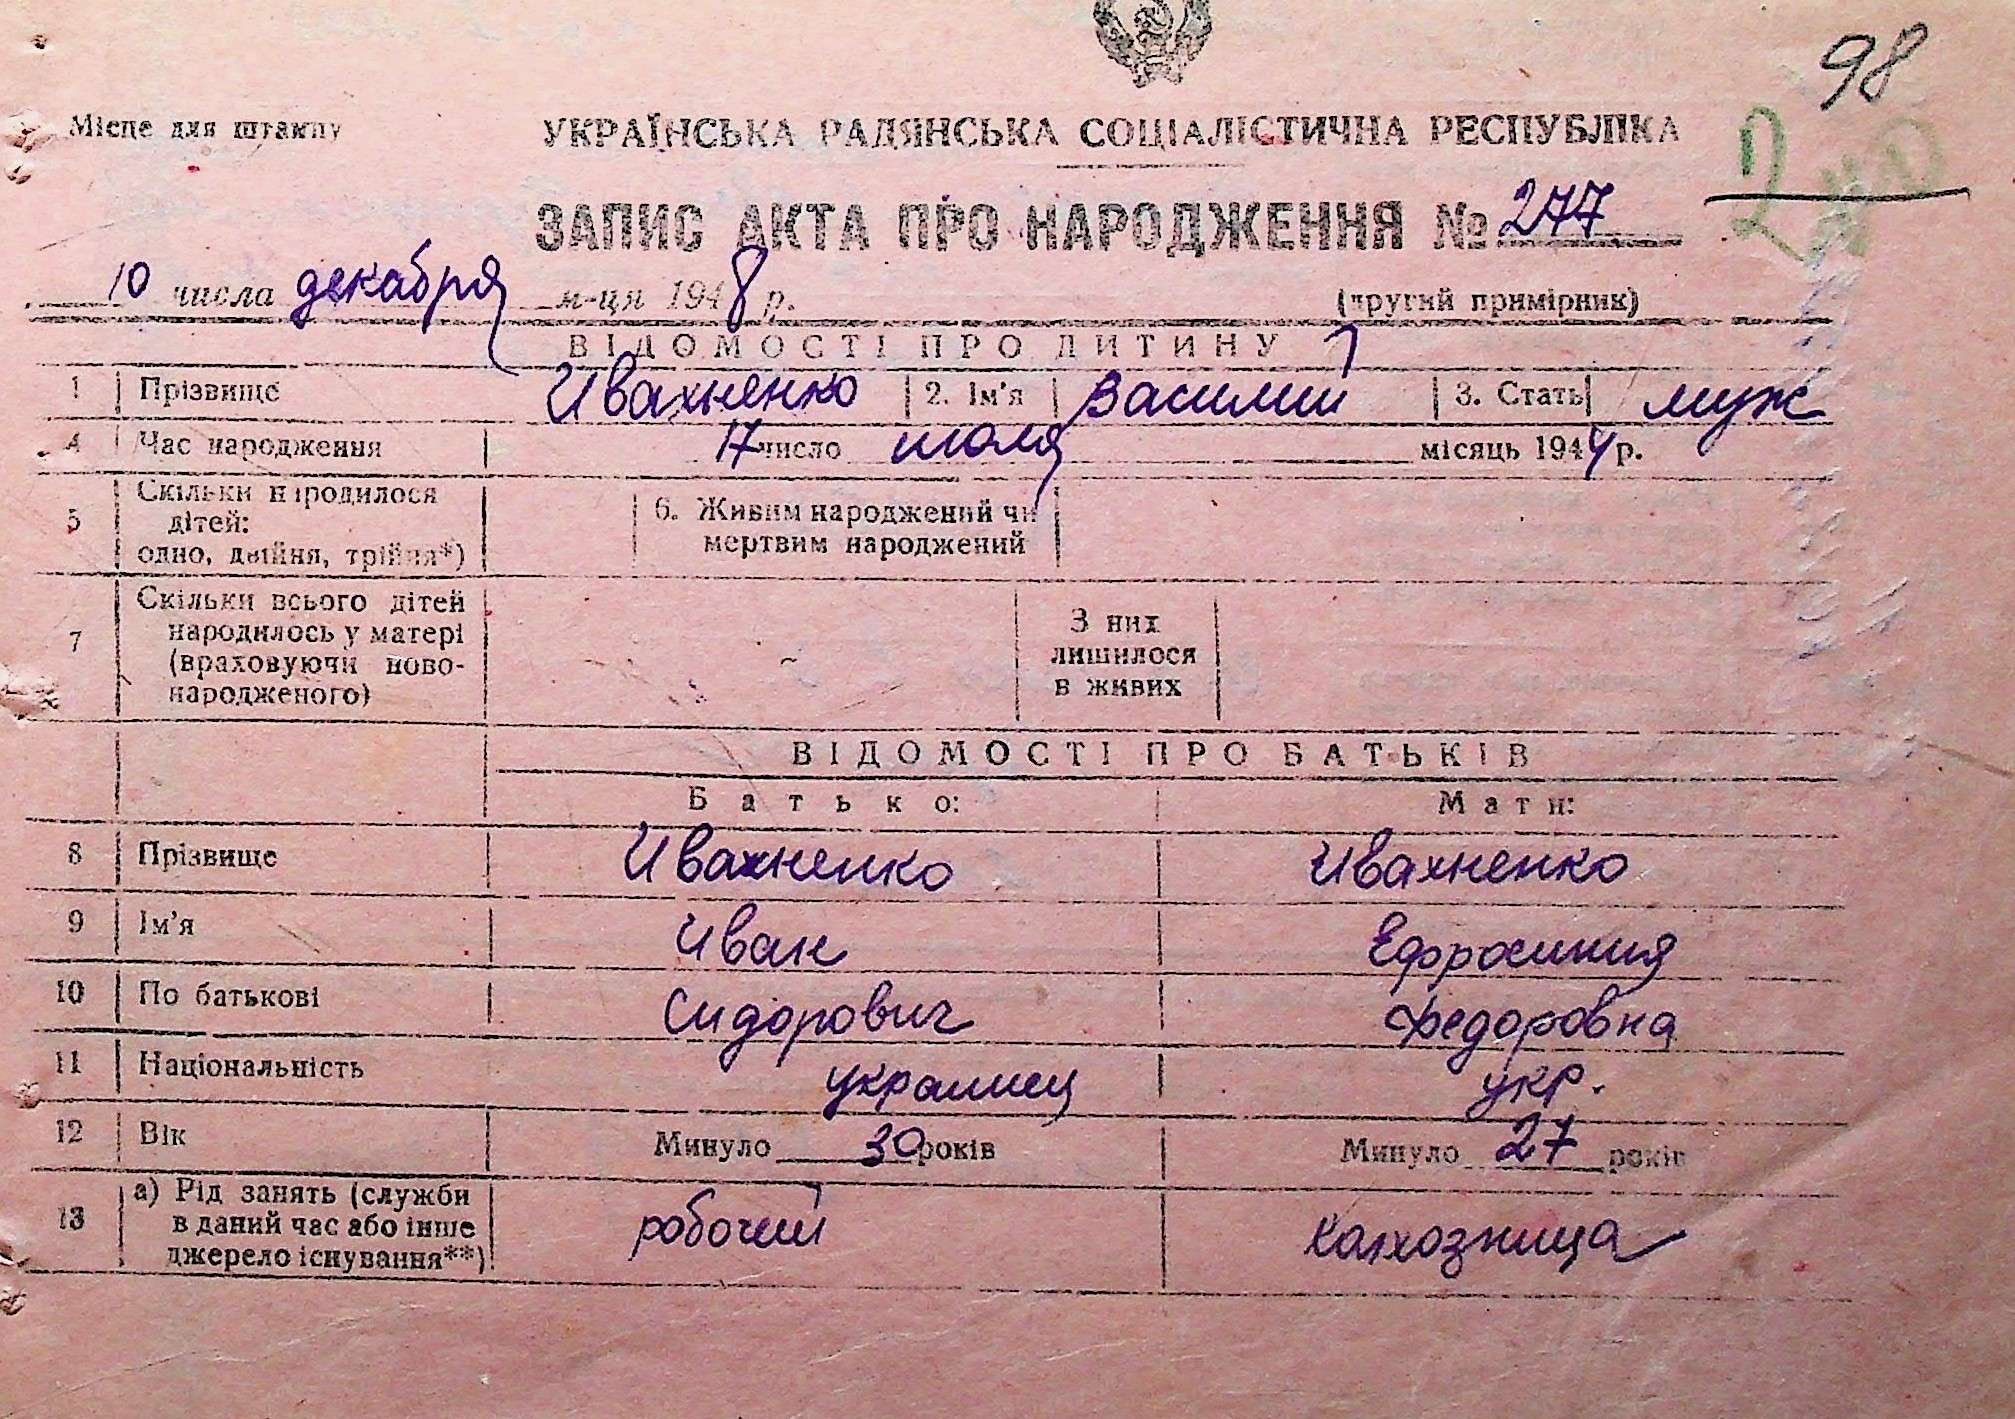 98
Місце для штампу
УКРАЇНСЬКА РАДЯНСЬКА СОЦІАЛІСТИЧНА РЕСПУБЛІКА
ЗАПИС АКТА ПРО НАРОДЖЕННЯ № 277
10 числа декабря м-ця 1948 р. (другий примірник)
ВІДОМОСТІ ПРО ДИТИНУ
1 Прізвище Ивахненко 2. Ім'я Василий 3. Стать муж
4 Час народження 17 число июля місяць 1944 р.
5 Скільки народилося
дітей:
одно, двійня, трійня*)
6. Живим народжений чи
мертвим народжений
7 Скільки всього дітей
народилось у матері
(враховуючи ново-
народженого)
З них
лишилося
в живих
ВІДОМОСТІ ПРО БАТЬКІВ
Батько: Мати:
8 Прізвище Ивахненко Ивахненко
9 Ім'я Иван Ефросиния
10 По батькові Сидорович Федоровна
11 Національність украинец укр.
12 Вік Минуло 30 років Минуло 27 років
13 а) Рід занять (служби
в даний час або інше
джерело існування**)
робочий колхозница